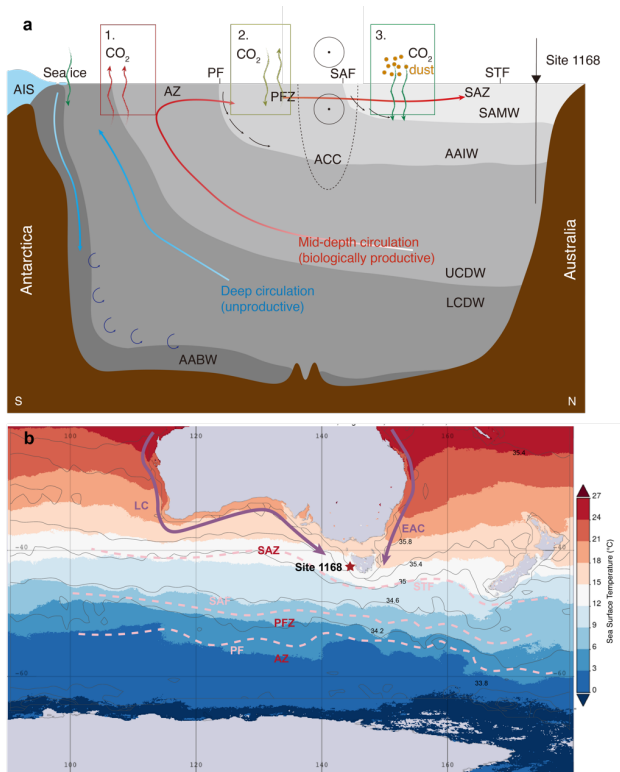 a
1.
CO2
2.
CO2
3.
CO2
dust
Site 1168
Sea ice
AIS
AZ
PF
PFZ
SAF
STF
SAZ
SAMW
ACC
AAIW
Mid-depth circulation
(biologically productive)
UCDW
Deep circulation
(unproductive)
LCDW
AABW
Antarctica
Australia
S
N
b
100
120
140
160
35.4
LC
EAC
35.8
−40
SAZ
Site 1168
35.4
35
STF
SAF
34.6
PFZ
34.2
PF
AZ
−60
33.8
100
120
140
160
27
24
21
18
15
12
9
6
3
0
Sea Surface Temperature (°C)